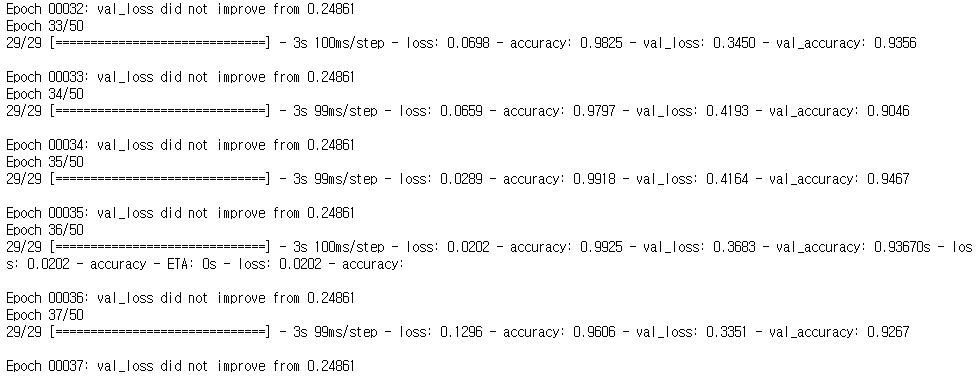 Epoch 00032: val_loss did not improve from 0.24861
Epoch 33/50
29/29 [==============================] - 3s 100ms/step - loss: 0.0698 - accuracy: 0.9825 - val_loss: 0.3450 - val_accuracy: 0.9356
Epoch 00033: val_loss did not improve from 0.24861
Epoch 34/50
29/29 [==============================] - 3s 99ms/step - loss: 0.0659 - accuracy: 0.9797 - val_loss: 0.4193 - val_accuracy: 0.9046
Epoch 00034: val_loss did not improve from 0.24861
Epoch 35/50
29/29 [==============================] - 3s 99ms/step - loss: 0.0289 - accuracy: 0.9918 - val_loss: 0.4164 - val_accuracy: 0.9467
Epoch 00035: val_loss did not improve from 0.24861
Epoch 36/50
29/29 [==============================] - 3s 100ms/step - loss: 0.0202 - accuracy: 0.9925 - val_loss: 0.3683 - val_accuracy: 0.93670s - los
s: 0.0202 - accuracy - ETA: 0s - loss: 0.0202 - accuracy:
Epoch 00036: val_loss did not improve from 0.24861
Epoch 37/50
29/29 [==============================] - 3s 99ms/step - loss: 0.1296 - accuracy: 0.9606 - val_loss: 0.3351 - val_accuracy: 0.9267
Epoch 00037: val_loss did not improve from 0.24861